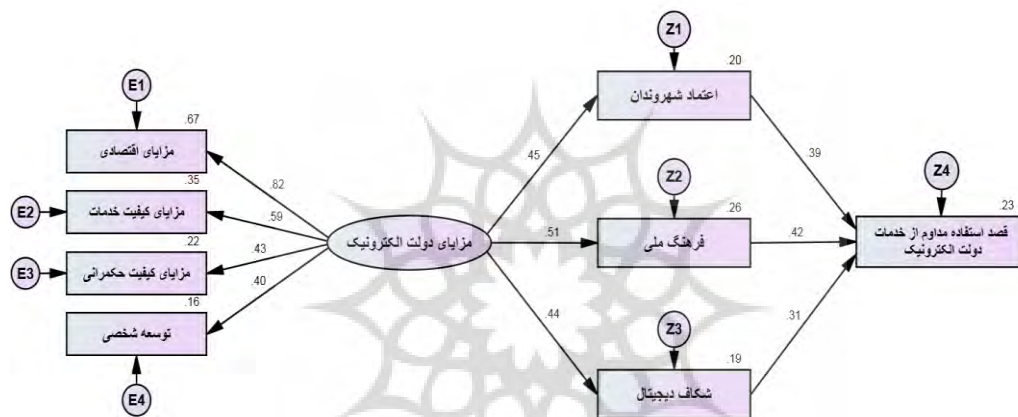 Z1
.20
اعتماد شهروندان
E1
.67
مزایای اقتصادی
.82
.45
.39
.35
E2
مزایای کیفیت خدمات
.59
مزایای دولت الکترونیک
Z2
.26
.51
فرهنگ ملی
.42
Z4
.23
قصد استفاده مداوم از خدمات
دولت الکترونیک
.22
E3
مزایای کیفیت حکمرانی
.43
.16
توسعه شخصی
.40
E4
.44
Z3
.19
شکاف دیجیتال
.31